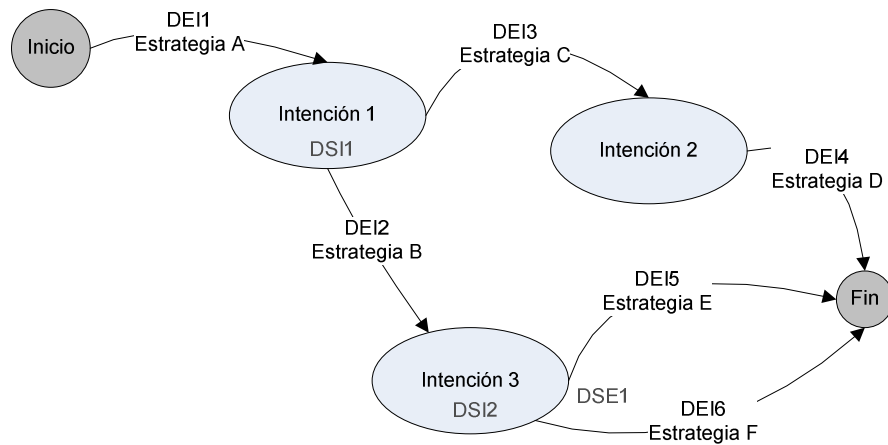 Inicio
DEI1
Estrategia A
DEI3
Estrategia C
Intención 1
DSI1
Intención 2
DEI4
Estrategia D
DEI2
Estrategia B
DEI5
Estrategia E
Fin
Intención 3
DSI2
DSE1
DEI6
Estrategia F